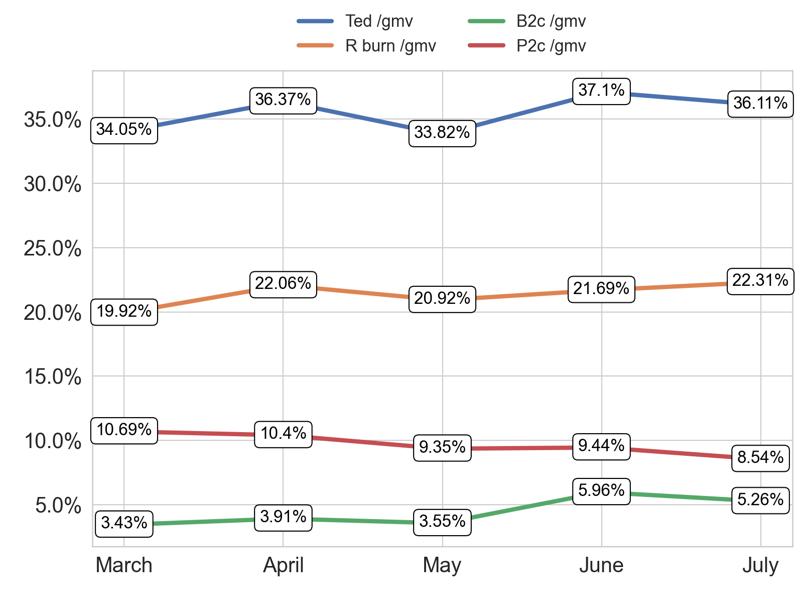 Ted /gmv B2c /gmv
R burn /gmv P2c /gmv
35.0%
30.0%
25.0%
20.0%
15.0%
10.0%
5.0%
34.05% 36.37% 33.82% 37.1% 36.11%
19.92% 22.06% 20.92% 21.69% 22.31%
10.69% 10.4% 9.35% 9.44% 8.54%
3.43% 3.91% 3.55% 5.96% 5.26%
March April May June July